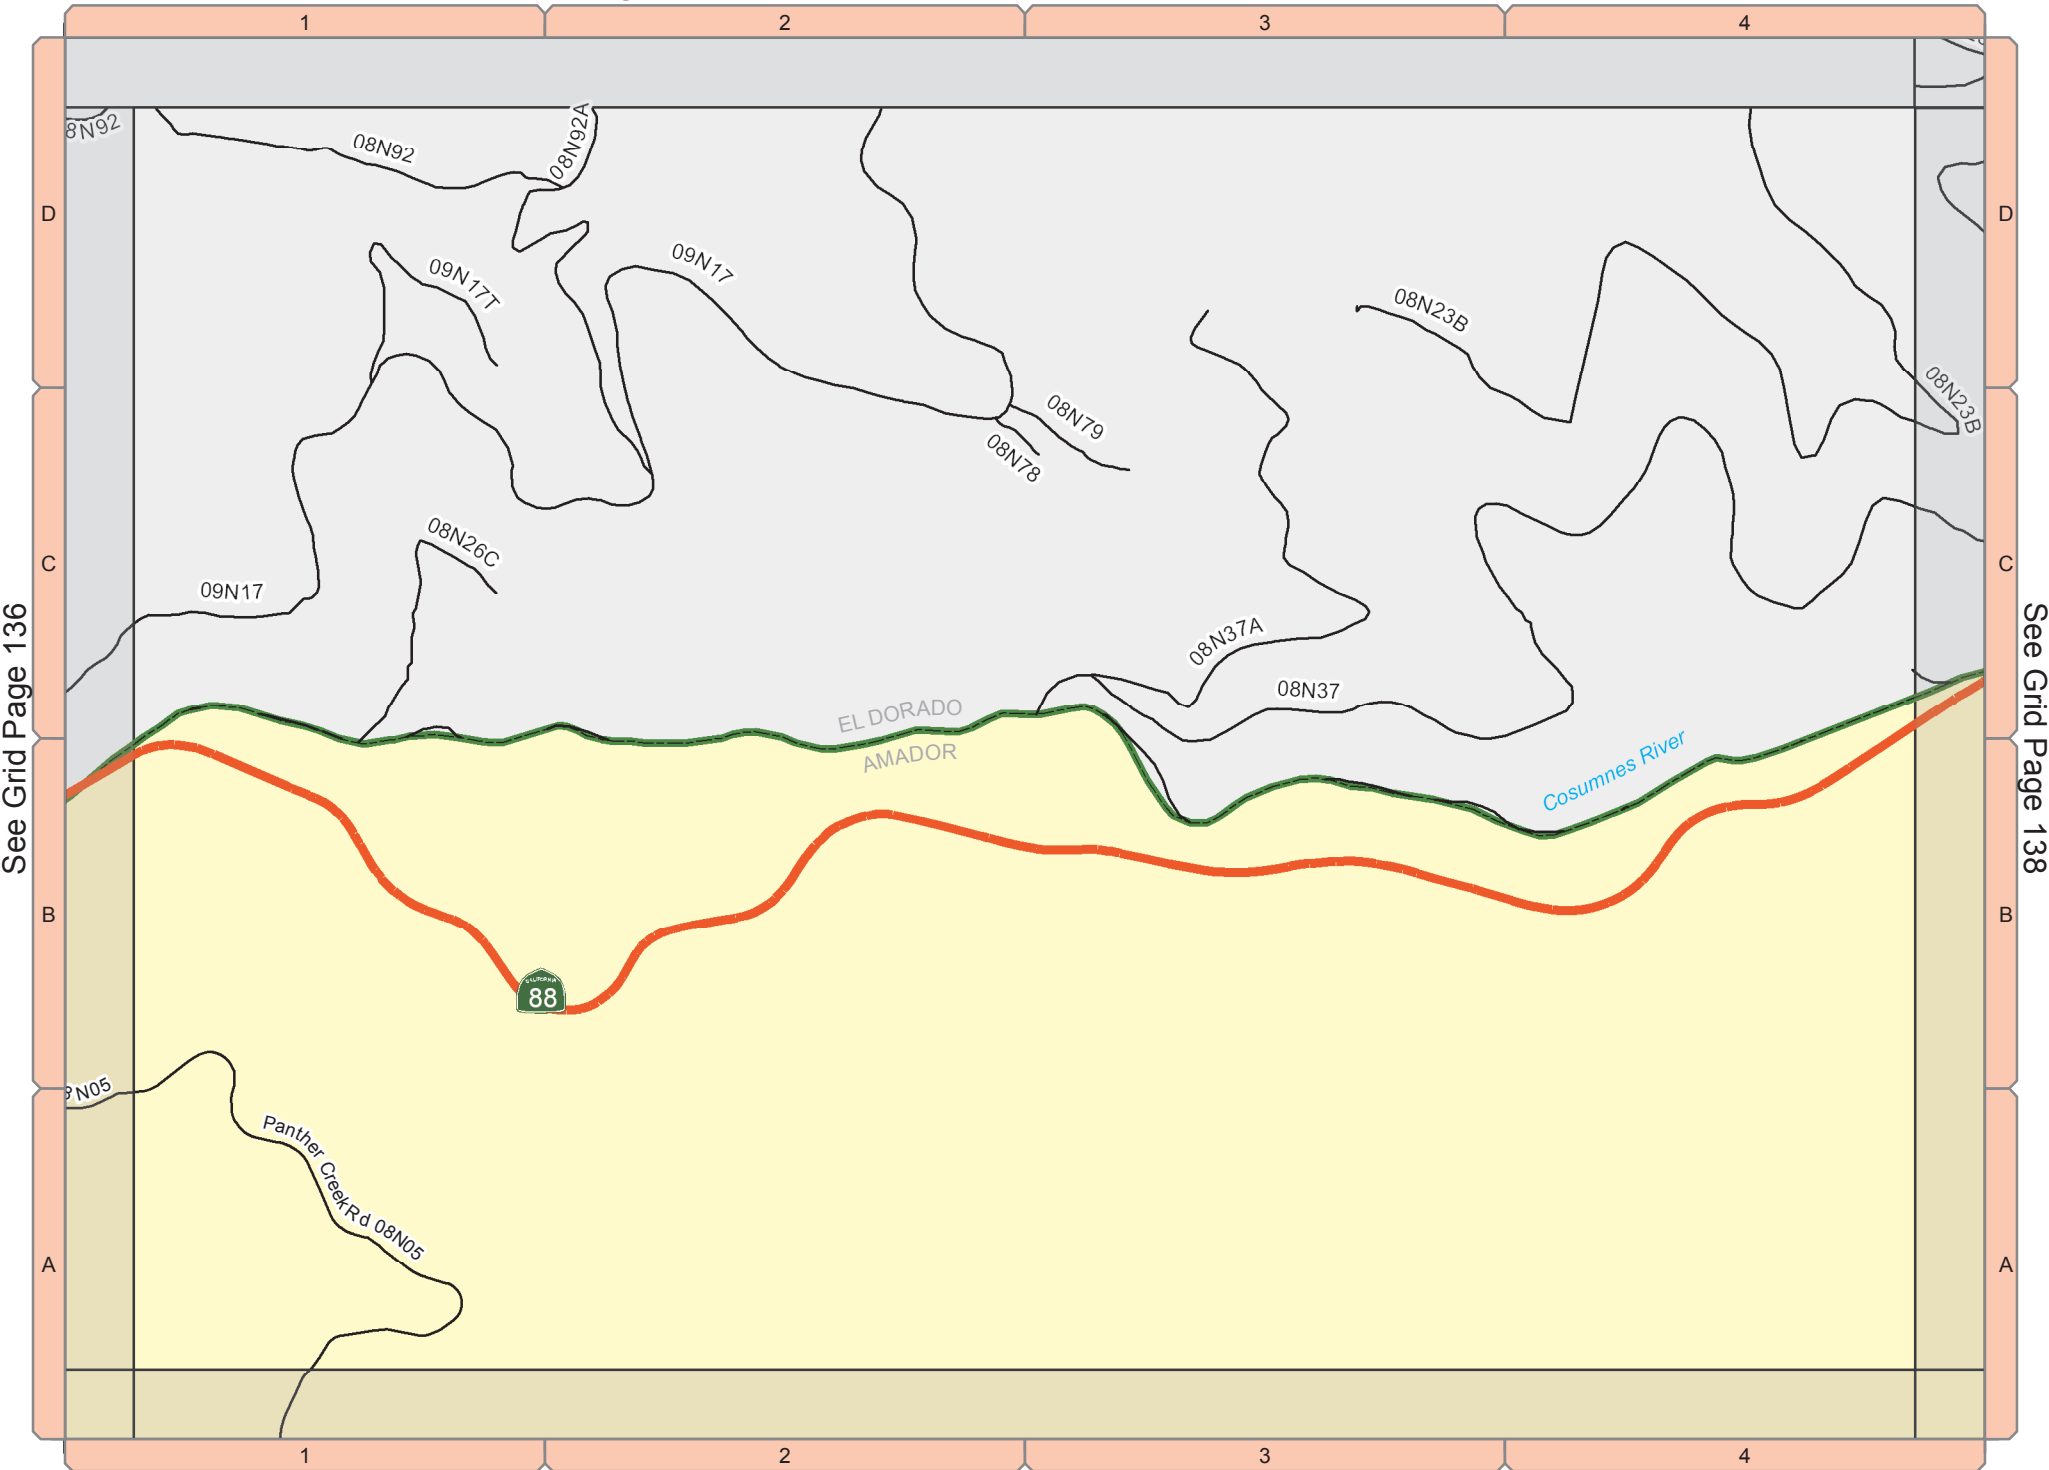 1 2 3 4
D
8N92
08N92
08N92A
D
09N17T
09N17
08N23B
08N23B
08N79
08N78
C
08N26C
C
09N17
See Grid Page 136
See Grid Page 138
08N37A
08N37
EL DORADO
AMADOR
Cosumnes River
B
B
CALIFORNIA
88
N05
Panther Creek Rd 08N05
A
A
1 2 3 4